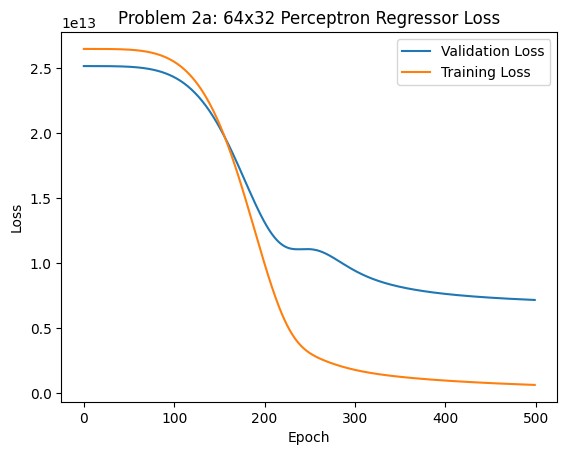 Problem 2a: 64x32 Perceptron Regressor Loss
1e13
Validation Loss
Training Loss
2.5
2.0
1.5
1.0
0.5
0.0
Loss
0 100 200 300 400 500
Epoch